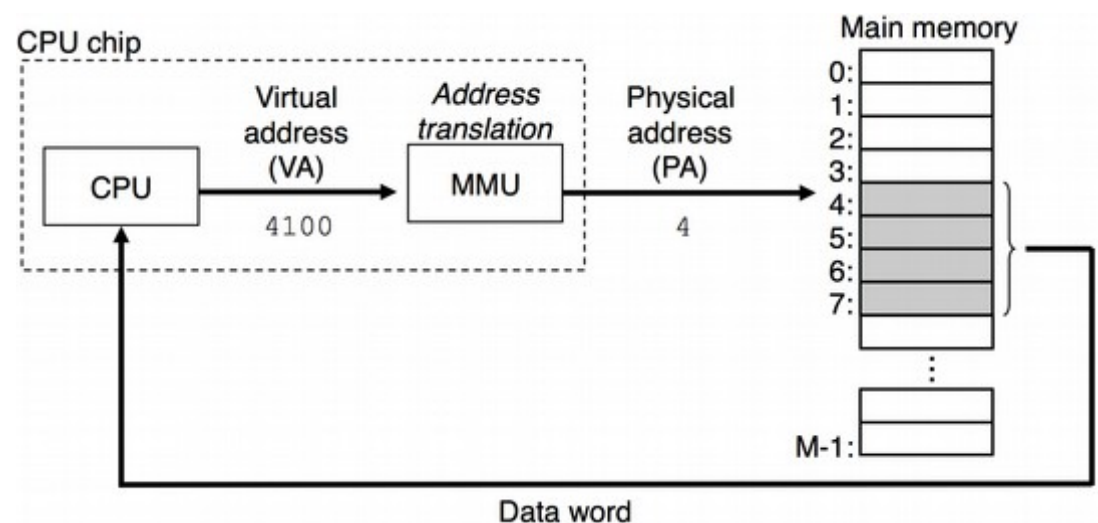 CPU chip
Main memory
Virtual
address
(VA)
Address
translation
Physical
address
(PA)
CPU
MMU
4100
4
0:
1:
2:
3:
4:
5:
6:
7:
M-1:
Data word